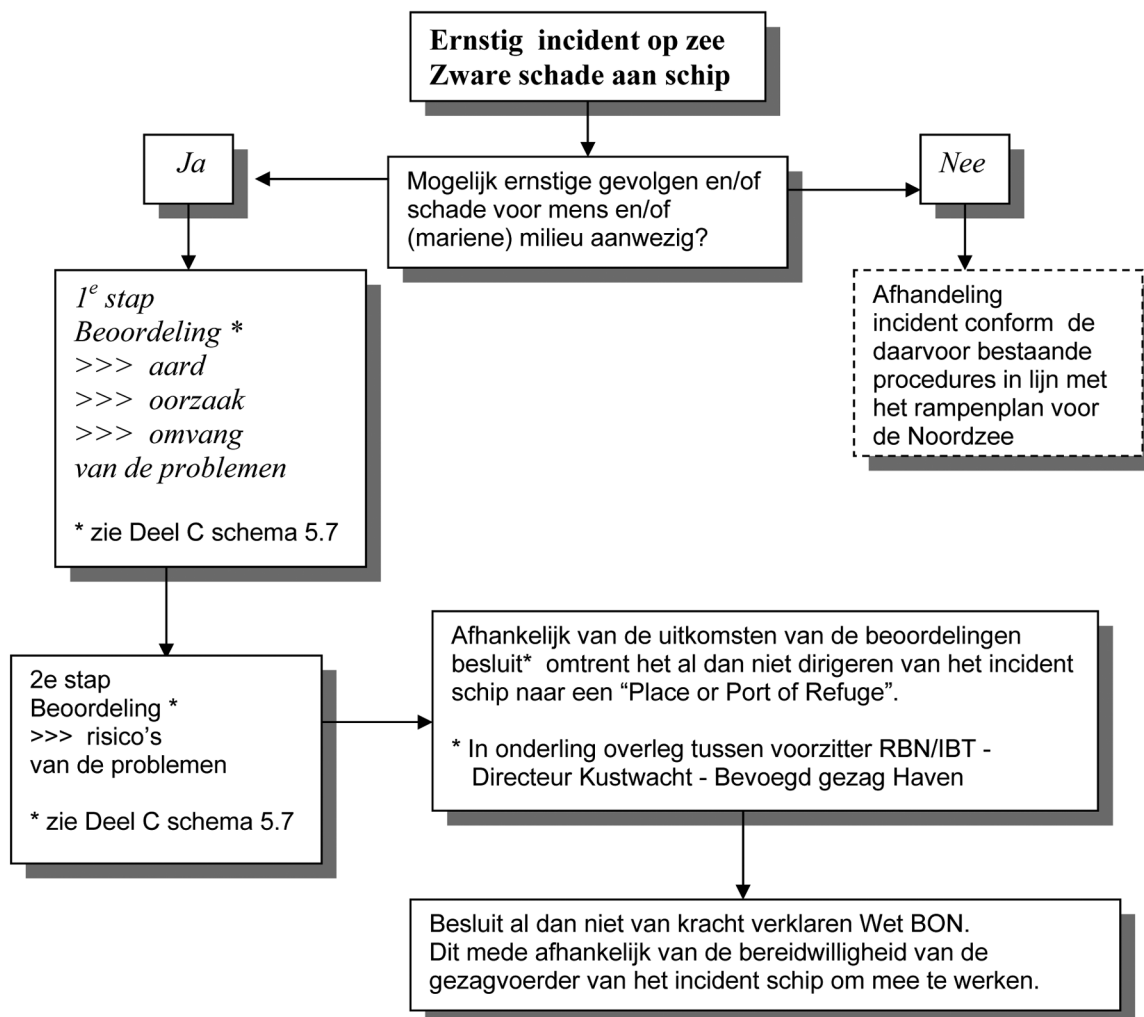 Ernstig incident op zee
Zware schade aan schip
Ja
Mogelijk ernstige gevolgen en/of
schade voor mens en/of
(mariene) milieu aanwezig?
Nee
1e stap
Beoordeling *
>>> aard
>>> oorzaak
>>> omvang
van de problemen
* zie Deel C schema 5.7
Afhandeling
incident conform de
daarvoor bestaande
procedures in lijn met
het rampenplan voor
de Noordzee
2e stap
Beoordeling *
>>> risico’s
van de problemen
* zie Deel C schema 5.7
Afhankelijk van de uitkomsten van de beoordelingen
besluit* omtrent het al dan niet dirigeren van het incident
schip naar een “Place or Port of Refuge”.
* In onderling overleg tussen voorzitter RBN/IBT -
Directeur Kustwacht - Bevoegd gezag Haven
Besluit al dan niet van kracht verklaren Wet BON.
Dit mede afhankelijk van de bereidwilligheid van de
gezagvoerder van het incident schip om mee te werken.